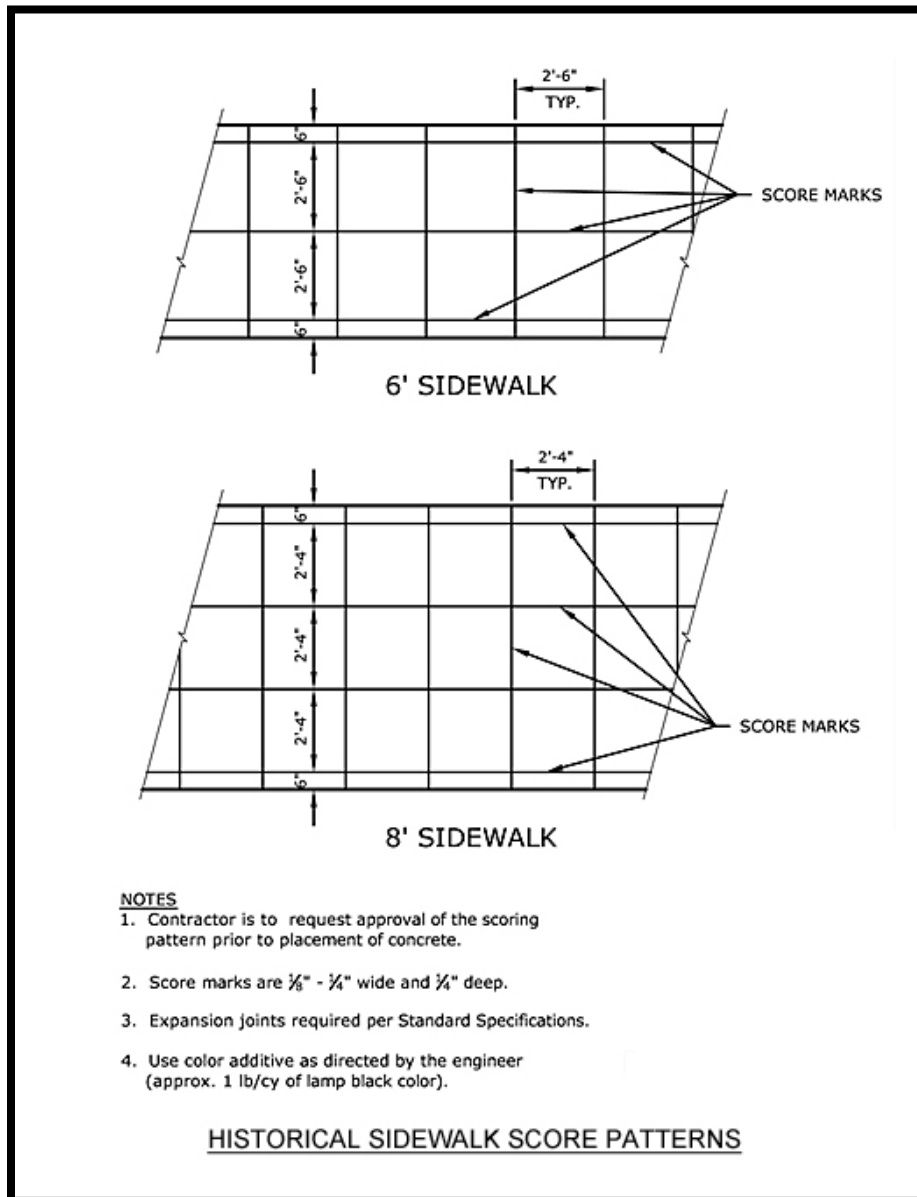 2'-6"
TYP.
6"
2'-6"
2'-6"
6"
SCORE MARKS
6' SIDEWALK
2'-4"
TYP.
6"
2'-4"
2'-4"
2'-4"
6"
SCORE MARKS
8' SIDEWALK
NOTES
1. Contractor is to request approval of the scoring
pattern prior to placement of concrete.
2. Score marks are ⅛" - ¼" wide and ¼" deep.
3. Expansion joints required per Standard Specifications.
4. Use color additive as directed by the engineer
(approx. 1 lb/cy of lamp black color).
HISTORICAL SIDEWALK SCORE PATTERNS